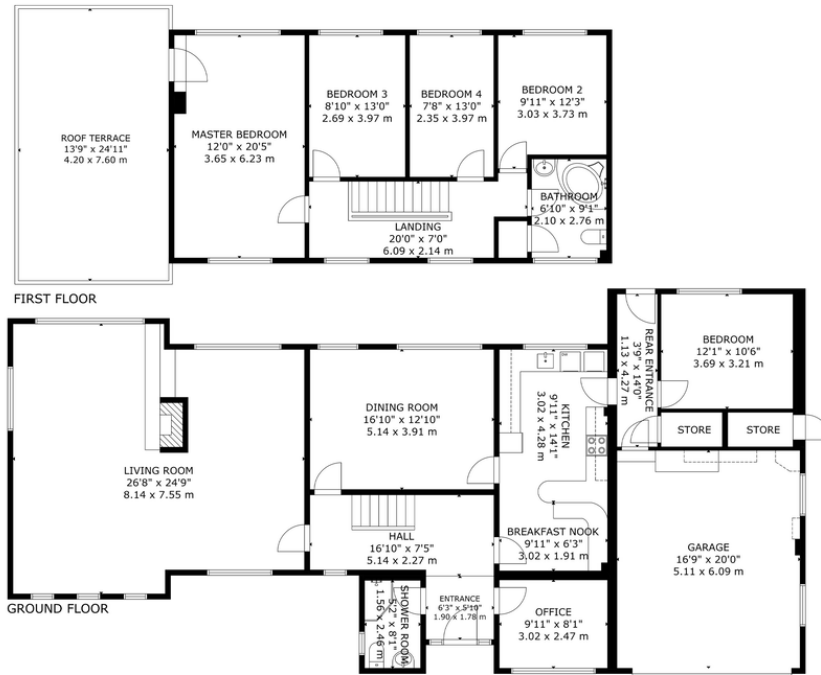 ROOF TERRACE
13'9" x 24'11"
4.20 x 7.60 m
MASTER BEDROOM
12'0" x 20'5"
3.65 x 6.23 m
BEDROOM 3
8'10" x 13'0"
2.69 x 3.97 m
BEDROOM 4
7'8" x 13'0"
2.35 x 3.97 m
BEDROOM 2
9'11" x 12'3"
3.03 x 3.73 m
BATHROOM
6'10" x 9'1"
2.10 x 2.76 m
LANDING
20'0" x 7'0"
6.09 x 2.14 m
FIRST FLOOR
LIVING ROOM
26'8" x 24'9"
8.14 x 7.55 m
DINING ROOM
16'10" x 12'10"
5.14 x 3.91 m
KITCHEN
9'11" x 14'1"
3.02 x 4.28 m
REAR ENTRANCE
3'9" x 14'0"
1.13 x 4.27 m
BEDROOM
12'1" x 10'6"
3.69 x 3.21 m
STORE
STORE
HALL
16'10" x 7'5"
5.14 x 2.27 m
BREAKFAST NOOK
9'11" x 6'3"
3.02 x 1.91 m
GARAGE
16'9" x 20'0"
5.11 x 6.09 m
SHOWER ROOM
5'2" x 8'1"
1.56 x 2.46 m
ENTRANCE
6'3" x 5'10"
1.90 x 1.78 m
OFFICE
9'11" x 8'1"
3.02 x 2.47 m
GROUND FLOOR